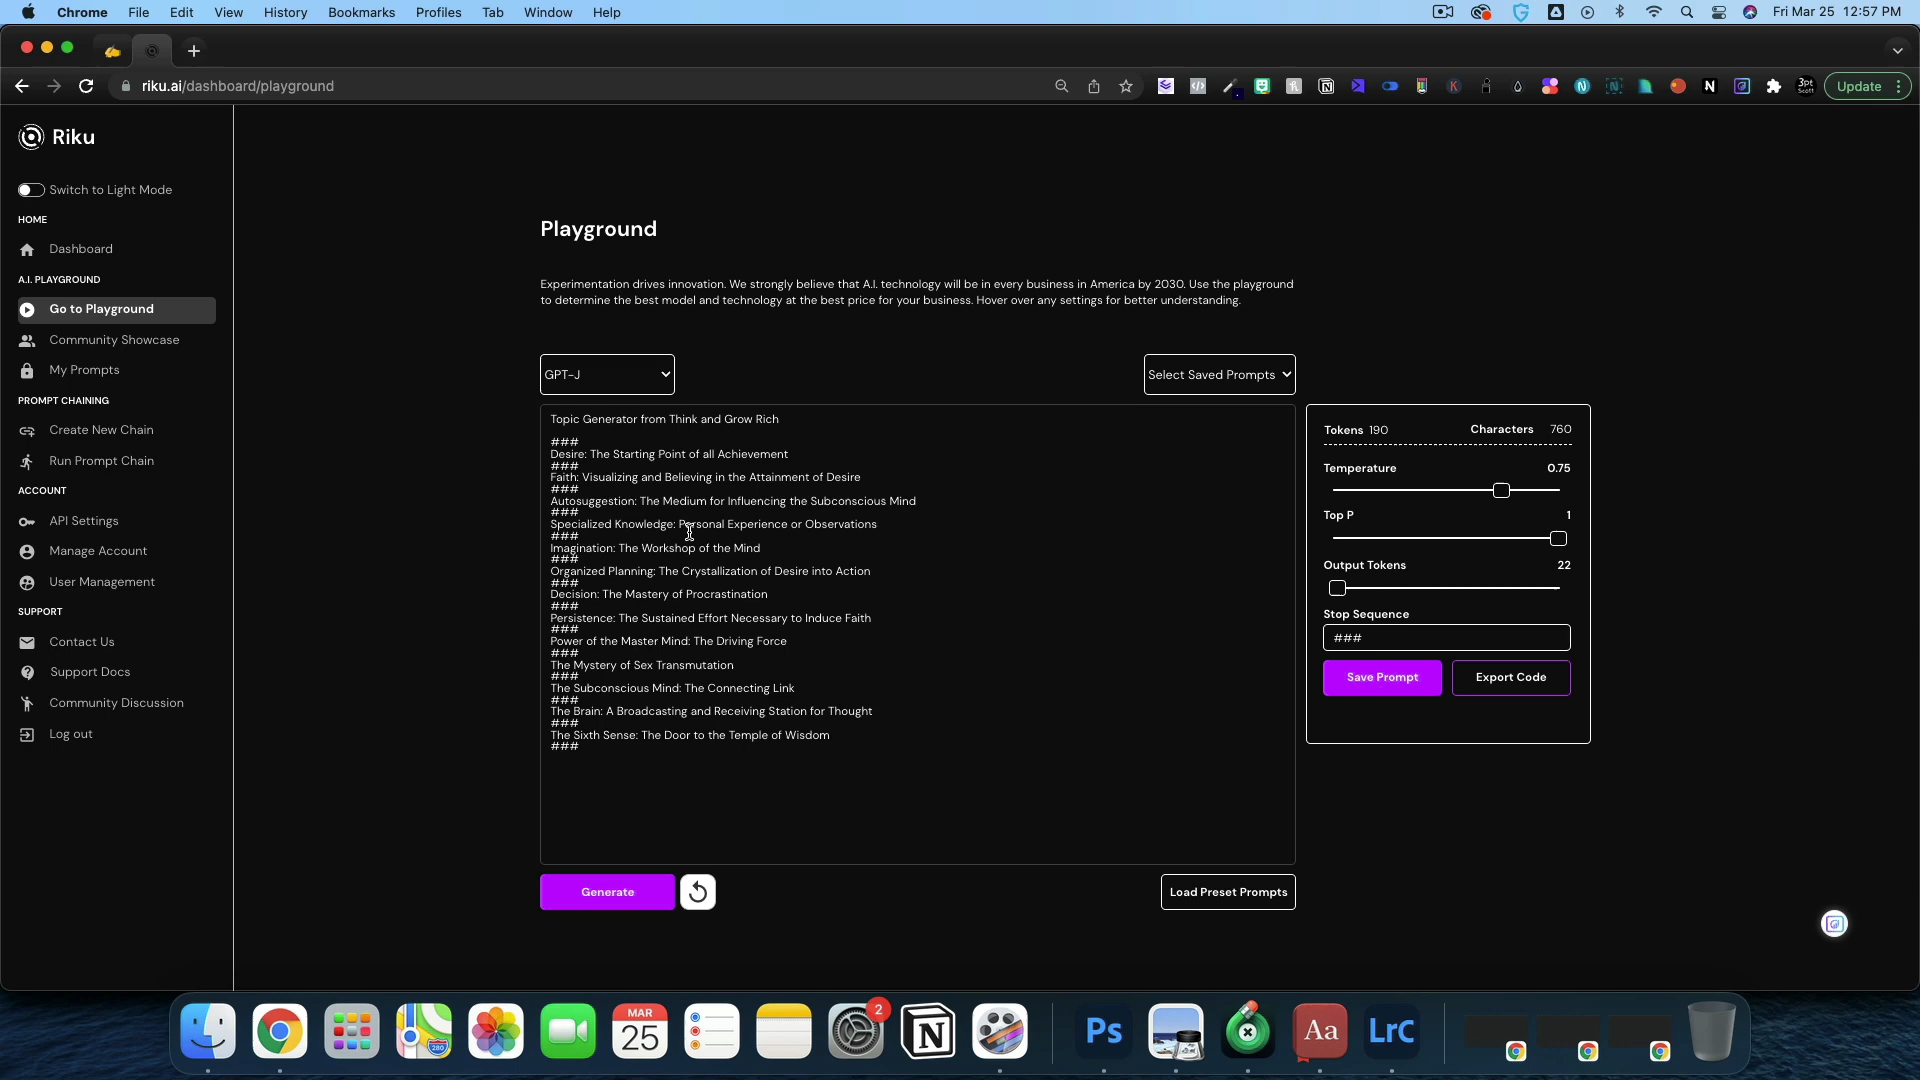 Chrome File Edit View History Bookmarks Profiles Tab Window Help Fri Mar 25 12:57 PM
riku.ai/dashboard/playground
3pt
Scott
Update
Riku
Switch to Light Mode
HOME
Dashboard
A.I. PLAYGROUND
Go to Playground
Community Showcase
My Prompts
PROMPT CHAINING
Create New Chain
Run Prompt Chain
ACCOUNT
API Settings
Manage Account
User Management
SUPPORT
Contact Us
Support Docs
Community Discussion
Log out
Playground
Experimentation drives innovation. We strongly believe that A.I. technology will be in every business in America by 2030. Use the playground
to determine the best model and technology at the best price for your business. Hover over any settings for better understanding.
GPT-J
Select Saved Prompts
Topic Generator from Think and Grow Rich
###
Desire: The Starting Point of all Achievement
###
Faith: Visualizing and Believing in the Attainment of Desire
###
Autosuggestion: The Medium for Influencing the Subconscious Mind
###
Specialized Knowledge: Personal Experience or Observations
###
Imagination: The Workshop of the Mind
###
Organized Planning: The Crystallization of Desire into Action
###
Decision: The Mastery of Procrastination
###
Persistence: The Sustained Effort Necessary to Induce Faith
###
Power of the Master Mind: The Driving Force
###
The Mystery of Sex Transmutation
###
The Subconscious Mind: The Connecting Link
###
The Brain: A Broadcasting and Receiving Station for Thought
###
The Sixth Sense: The Door to the Temple of Wisdom
###
Tokens 190 Characters 760
Temperature 0.75
Top P 1
Output Tokens 22
Stop Sequence
###
Save Prompt
Export Code
Generate
Load Preset Prompts
280
MAR
25
2
Ps
Aa
LrC